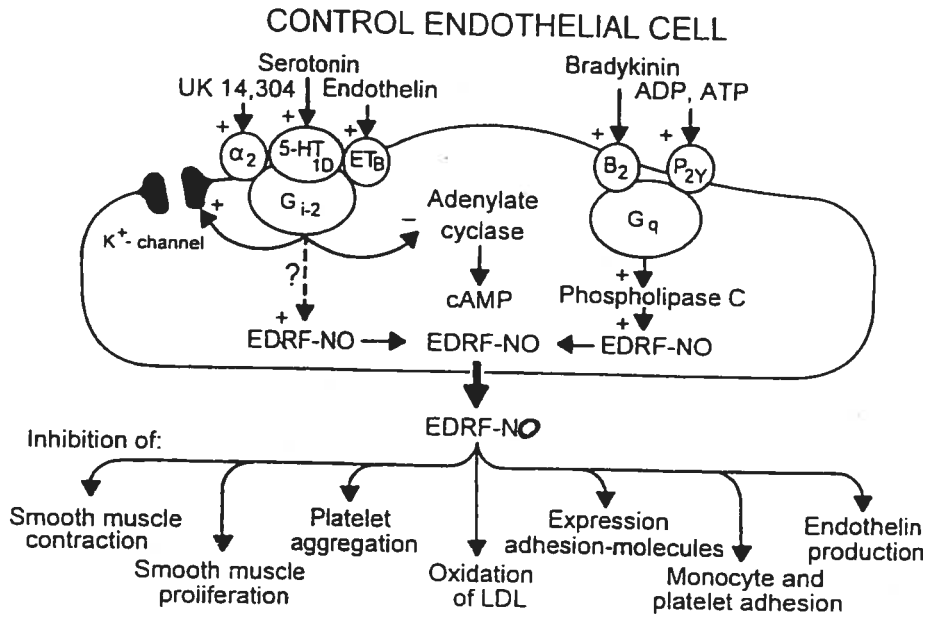 CONTROL ENDOTHELIAL CELL
Serotonin
UK 14,304
Endothelin
Bradykinin
ADP, ATP
+
+
+
+
+
α2
5-HT1D
ETB
B2
P2Y
Gi-2
Gq
+
K+- channel
−
Adenylate
cyclase
?
cAMP
+
Phospholipase C
+
+
EDRF-NO
EDRF-NO
EDRF-NO
EDRF-NO
Inhibition of:
Smooth muscle
contraction
Smooth muscle
proliferation
Platelet
aggregation
Oxidation
of LDL
Expression
adhesion-molecules
Monocyte and
platelet adhesion
Endothelin
production